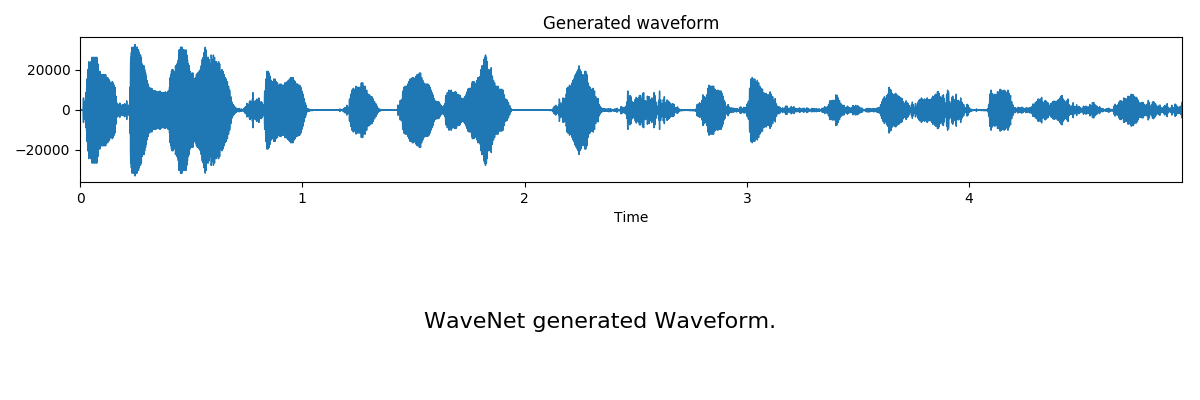 Generated waveform
20000
0
−20000
0 1 2 3 4
Time
WaveNet generated Waveform.